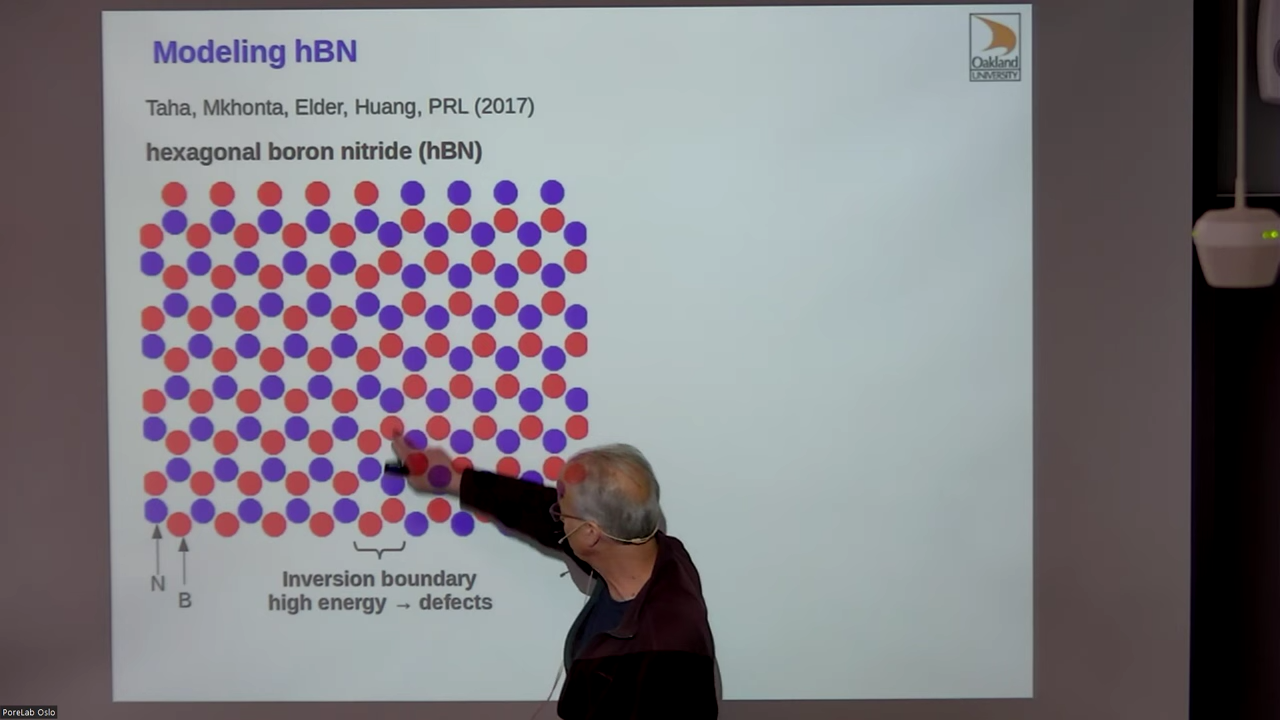 Modeling hBN
Oakland
UNIVERSITY
Taha, Mkhonta, Elder, Huang, PRL (2017)
hexagonal boron nitride (hBN)
N
B
Inversion boundary
high energy → defects
PoreLab Oslo